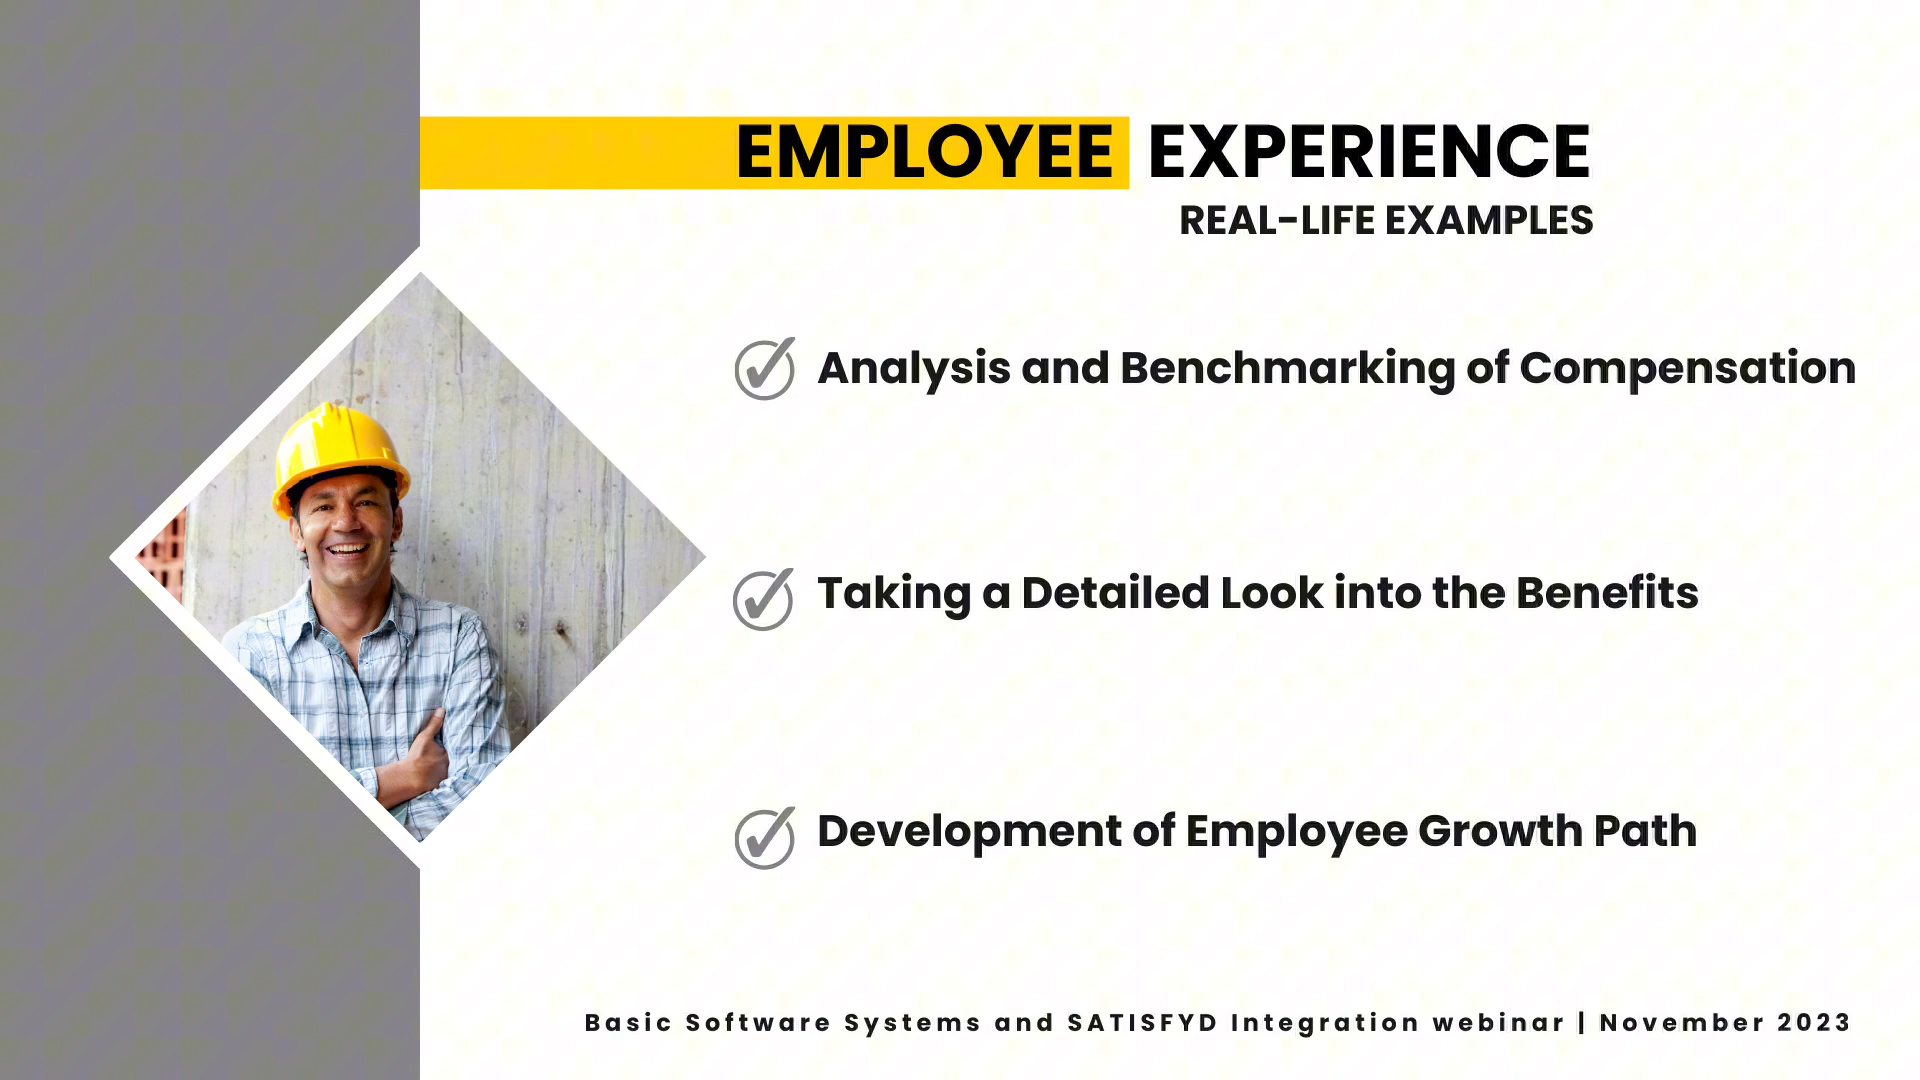 EMPLOYEE EXPERIENCE
REAL-LIFE EXAMPLES
Analysis and Benchmarking of Compensation
Taking a Detailed Look into the Benefits
Development of Employee Growth Path
Basic Software Systems and SATISFYD Integration webinar | November 2023